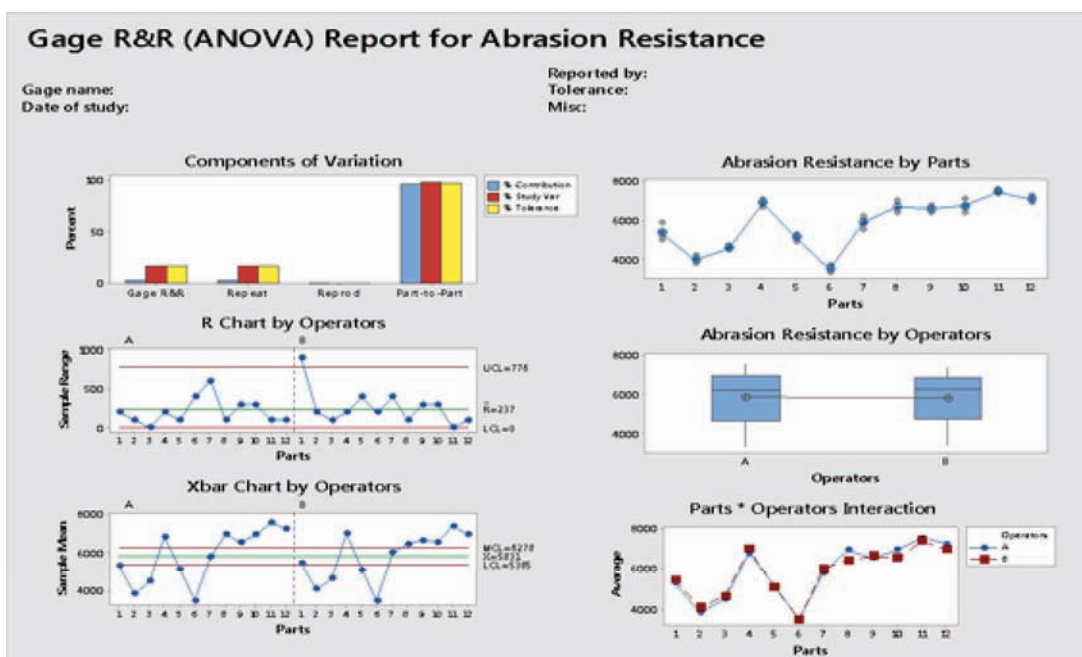 Gage R&R (ANOVA) Report for Abrasion Resistance
Reported by:
Gage name:
Tolerance:
Date of study:
Misc:
Components of Variation
100
50
0
Percent
Gage R&R Repeat Reprod Part-to-Part
% Contribution
% Study Var
% Tolerance
R Chart by Operators
A B
1000
500
0
Sample Range
UCL=776
R=237
LCL=0
1 2 3 4 5 6 7 8 9 10 11 12 1 2 3 4 5 6 7 8 9 10 11 12
Parts
Xbar Chart by Operators
A B
8000
6000
4000
Sample Mean
LCL=5385
1 2 3 4 5 6 7 8 9 10 11 12 1 2 3 4 5 6 7 8 9 10 11 12
Parts
Abrasion Resistance by Parts
8000
6000
4000
1 2 3 4 5 6 7 8 9 10 11 12
Parts
Abrasion Resistance by Operators
8000
6000
4000
A B
Operators
Parts * Operators Interaction
8000
6000
4000
Average
1 2 3 4 5 6 7 8 9 10 11 12
Parts
Operators
A
B